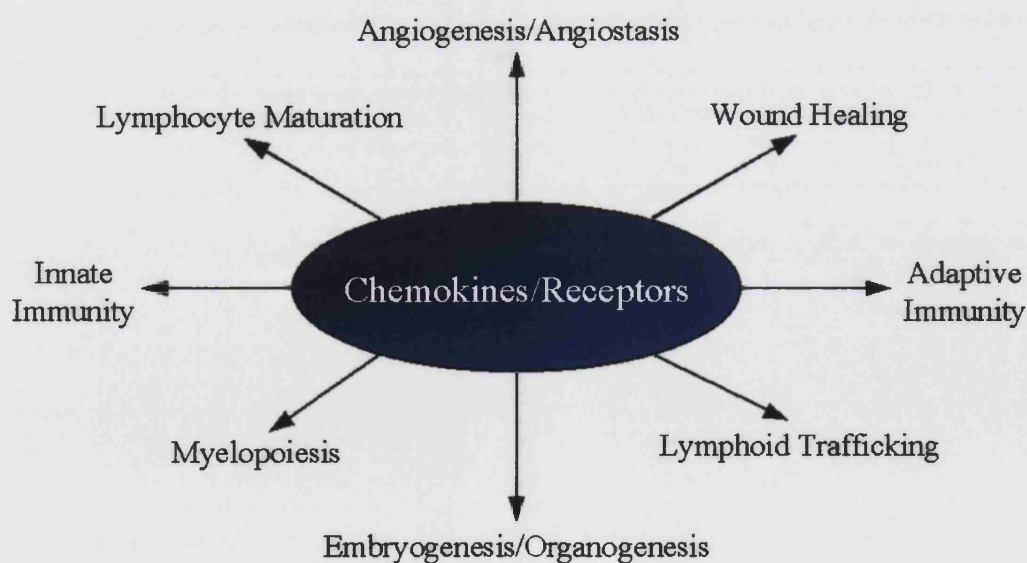 Angiogenesis/Angiostasis
Lymphocyte Maturation
Wound Healing
Innate
Immunity
Chemokines/Receptors
Adaptive
Immunity
Myelopoiesis
Lymphoid Trafficking
Embryogenesis/Organogenesis